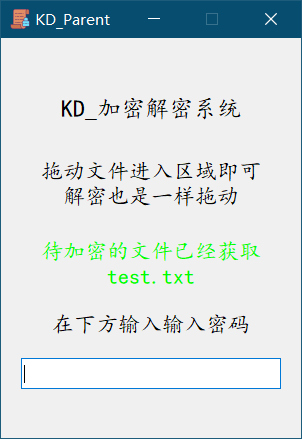 KD_Parent
KD_加密解密系统
拖动文件进入区域即可
解密也是一样拖动
待加密的文件已经获取
test.txt
在下方输入输入密码